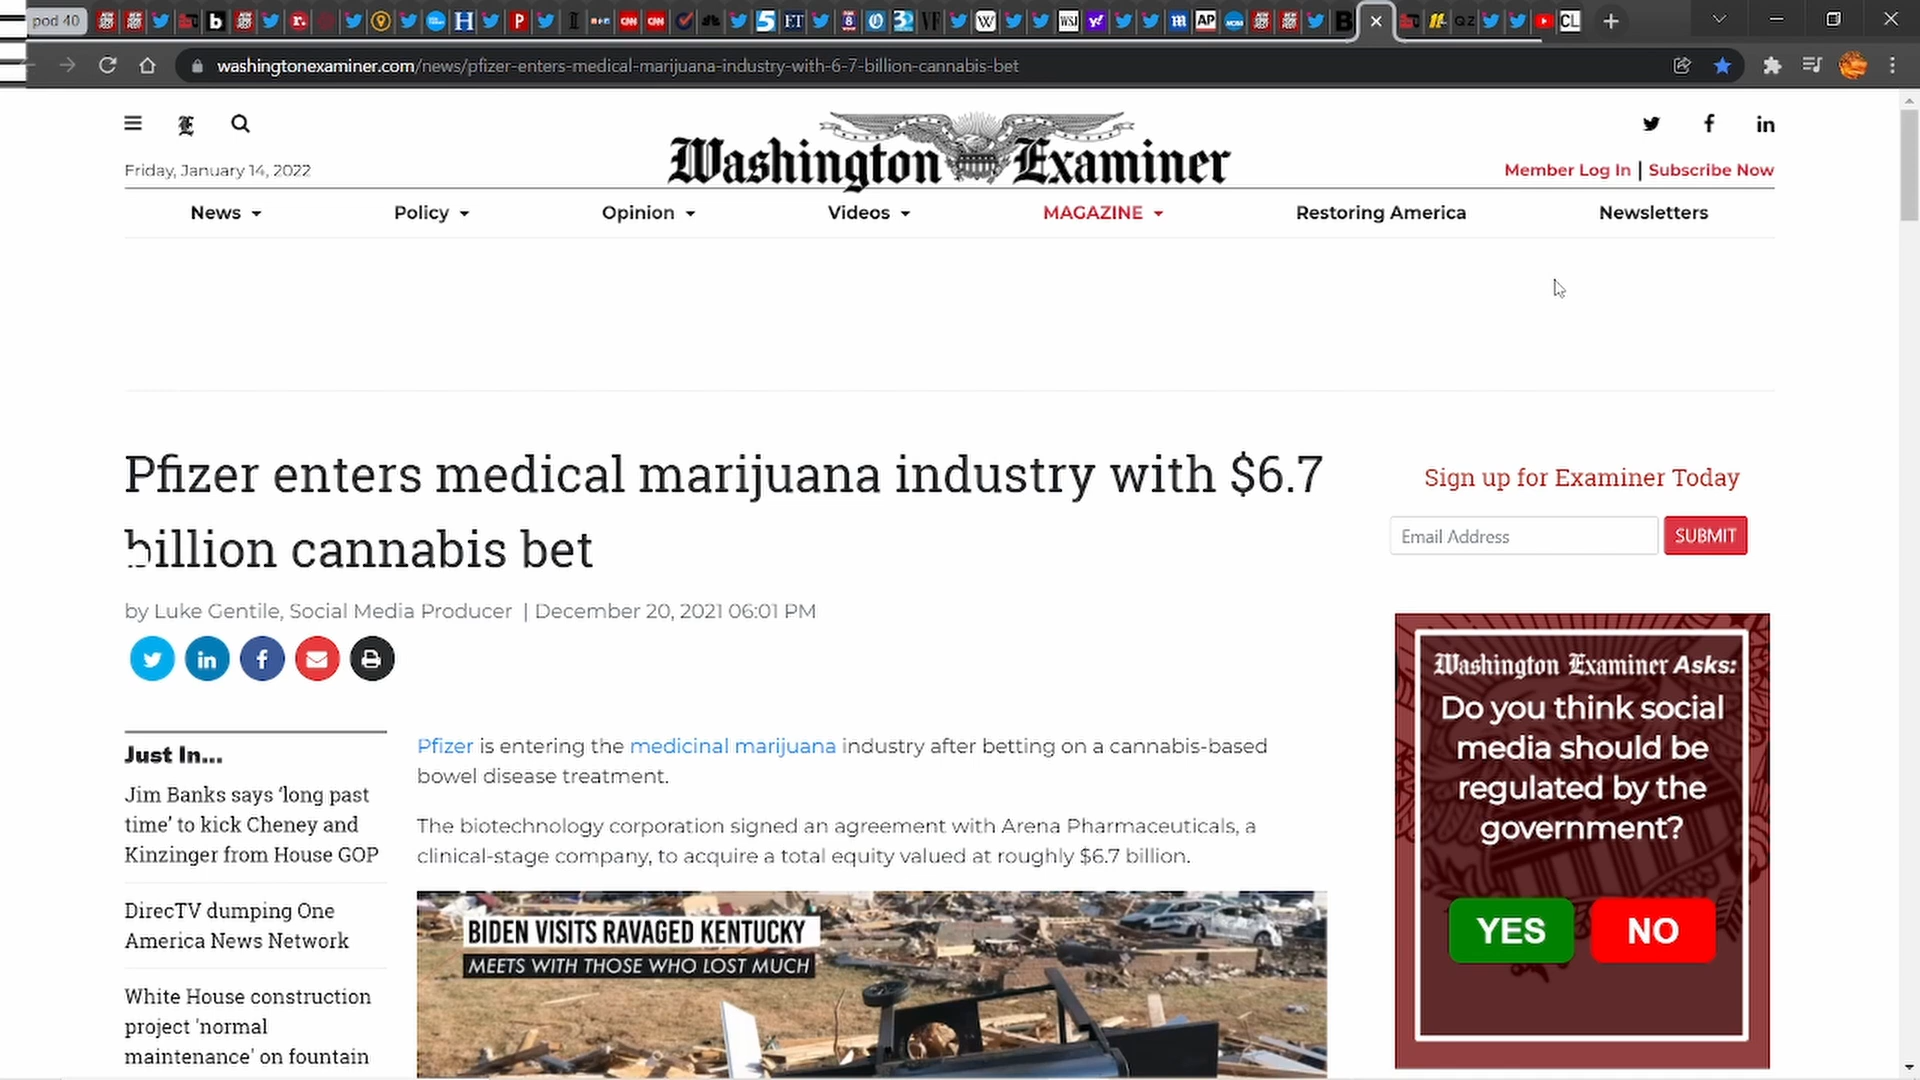 pod 40
washingtonexaminer.com/news/pfizer-enters-medical-marijuana-industry-with-6-7-billion-cannabis-bet
Washington Examiner
Friday, January 14, 2022
Member Log In | Subscribe Now
News
Policy
Opinion
Videos
MAGAZINE
Restoring America
Newsletters
Pfizer enters medical marijuana industry with $6.7
billion cannabis bet
by Luke Gentile, Social Media Producer | December 20, 2021 06:01 PM
Just In...
Jim Banks says ‘long past
time’ to kick Cheney and
Kinzinger from House GOP
DirecTV dumping One
America News Network
White House construction
project 'normal
maintenance' on fountain
Pfizer is entering the medicinal marijuana industry after betting on a cannabis-based
bowel disease treatment.
The biotechnology corporation signed an agreement with Arena Pharmaceuticals, a
clinical-stage company, to acquire a total equity valued at roughly $6.7 billion.
BIDEN VISITS RAVAGED KENTUCKY
MEETS WITH THOSE WHO LOST MUCH
Sign up for Examiner Today
Email Address
SUBMIT
Washington Examiner Asks:
Do you think social
media should be
regulated by the
government?
YES
NO